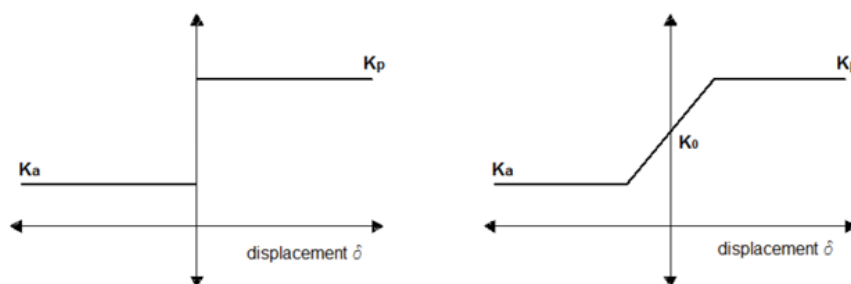 Kp
Ka
displacement δ
K
K₀
Ka
displacement δ